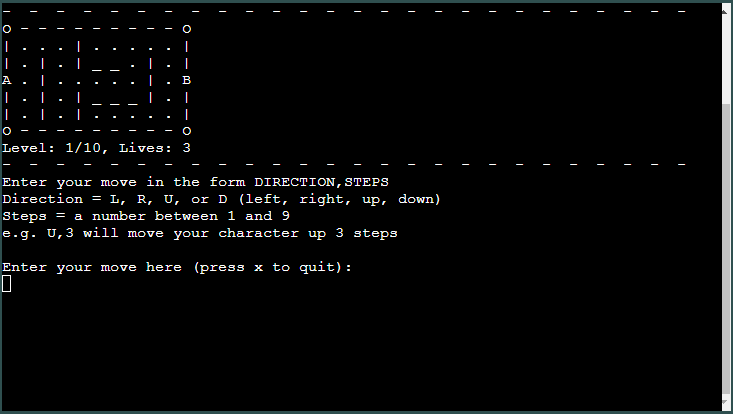 -  -  -  -  -  -  -  -  -  -  -  -  -  -  -  -  -  -  -  -  -  -  -  -  -  -
O - - - - - - - - - O
| . . . | . . . . . |
| . | . | _ _ . | . |
A . | . . . . . | . B
| . | . | _ _ _ | . |
| . | . | . . . . . |
O - - - - - - - - - O
Level: 1/10, Lives: 3
-  -  -  -  -  -  -  -  -  -  -  -  -  -  -  -  -  -  -  -  -  -  -  -  -  -
Enter your move in the form DIRECTION,STEPS
Direction = L, R, U, or D (left, right, up, down)
Steps = a number between 1 and 9
e.g. U,3 will move your character up 3 steps
Enter your move here (press x to quit):